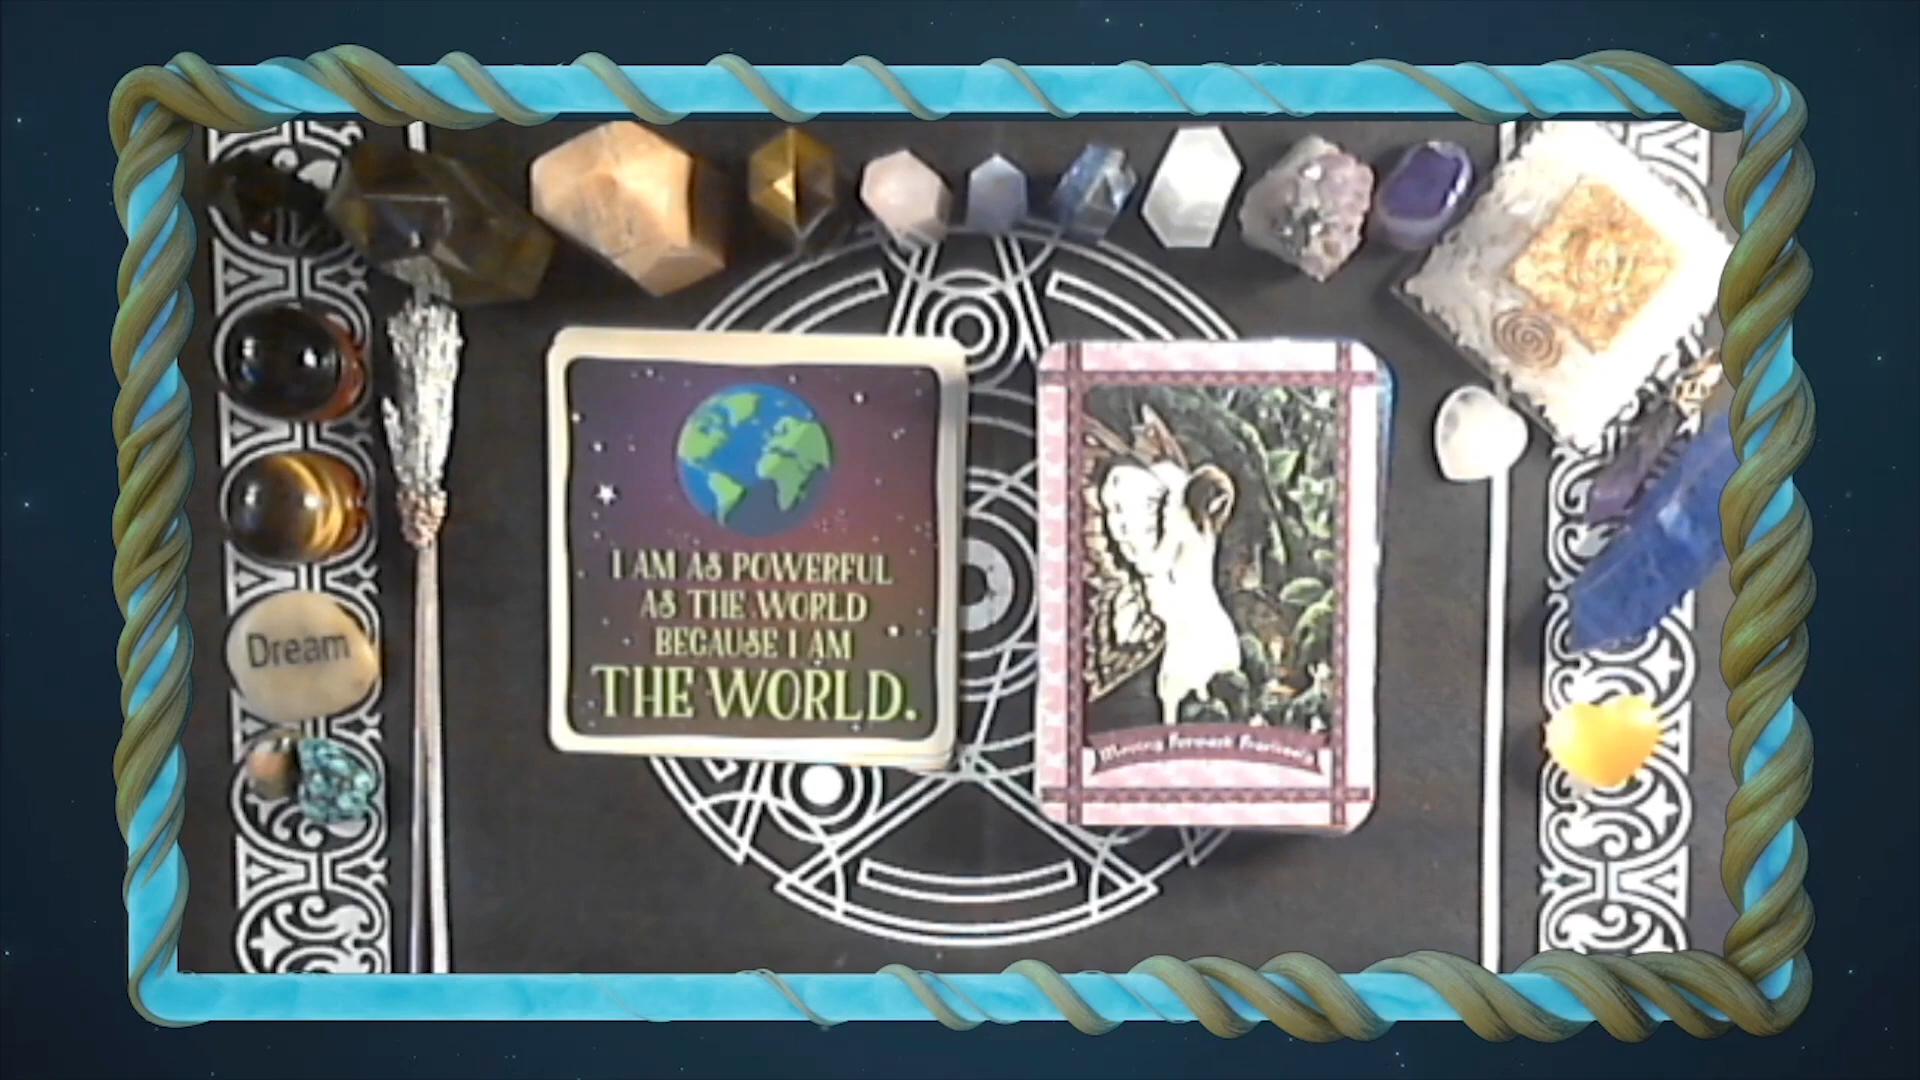 I AM AS POWERFUL
AS THE WORLD
BECAUSE I AM
THE WORLD.
Dream
Moving Forward Fearlessly